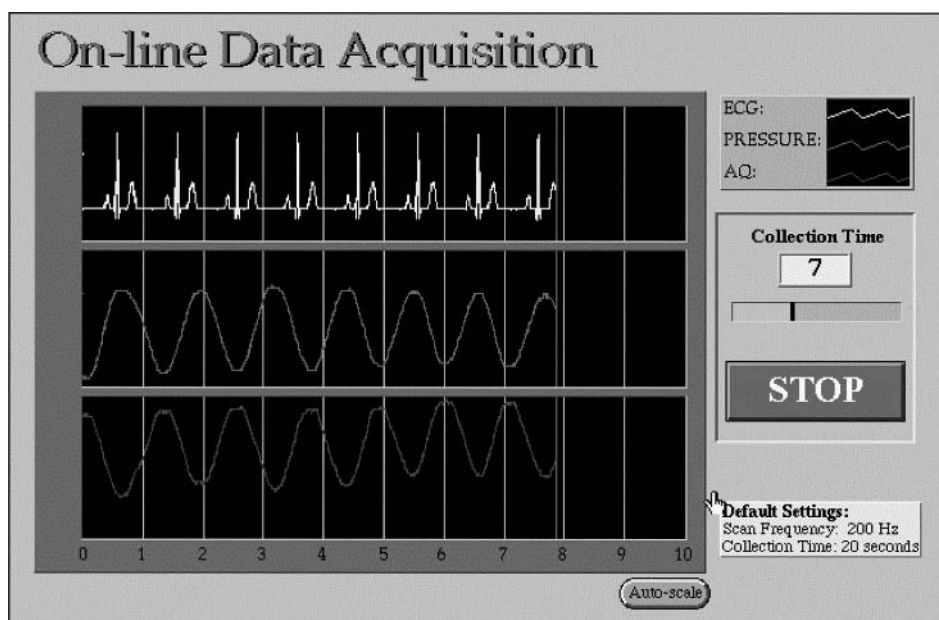 On-line Data Acquisition
ECG:
PRESSURE:
AQ:
Collection Time
7
STOP
Default Settings:
Scan Frequency: 200 Hz
Collection Time: 20 seconds
0 1 2 3 4 5 6 7 8 9 10
Auto-scale